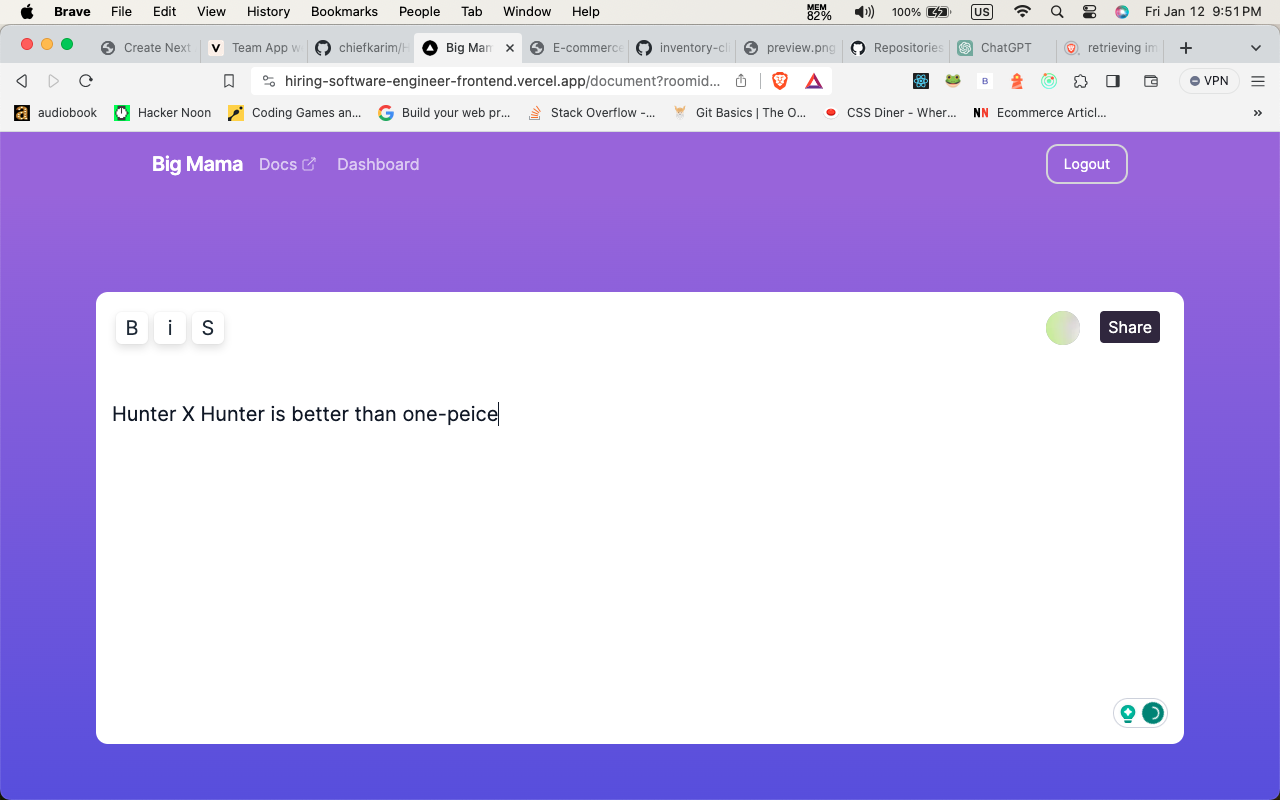 Brave File Edit View History Bookmarks People Tab Window Help MEM 82% 100% US Fri Jan 12 9:51 PM
Create Next Team App w chiefkarim/H Big Mam E-commerce inventory-cl preview.png Repositories ChatGPT retrieving im
hiring-software-engineer-frontend.vercel.app/document?roomid... VPN
audiobook Hacker Noon Coding Games an... Build your web pr... Stack Overflow -... Git Basics | The O... CSS Diner - Wher... NN Ecommerce Articl...
Big Mama Docs Dashboard Logout
B i S Share
Hunter X Hunter is better than one-peice